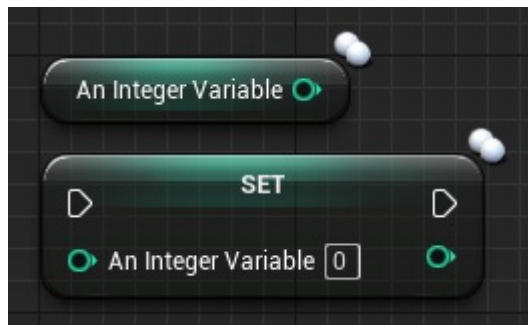 An Integer Variable
SET
An Integer Variable 0